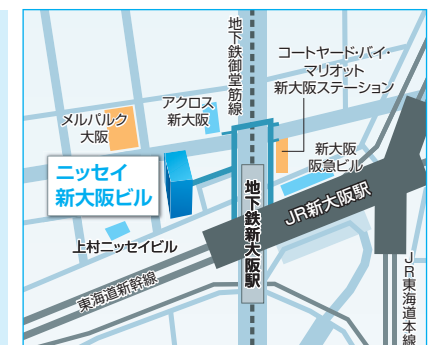 地下鉄御堂筋線
コートヤード・バイ・
マリオット
新大阪ステーション
アクロス
新大阪
メルパルク
大阪
新大阪
阪急ビル
ニッセイ
新大阪ビル
地下鉄新大阪駅
JR新大阪駅
上村ニッセイビル
東海道新幹線
JR東海道本線